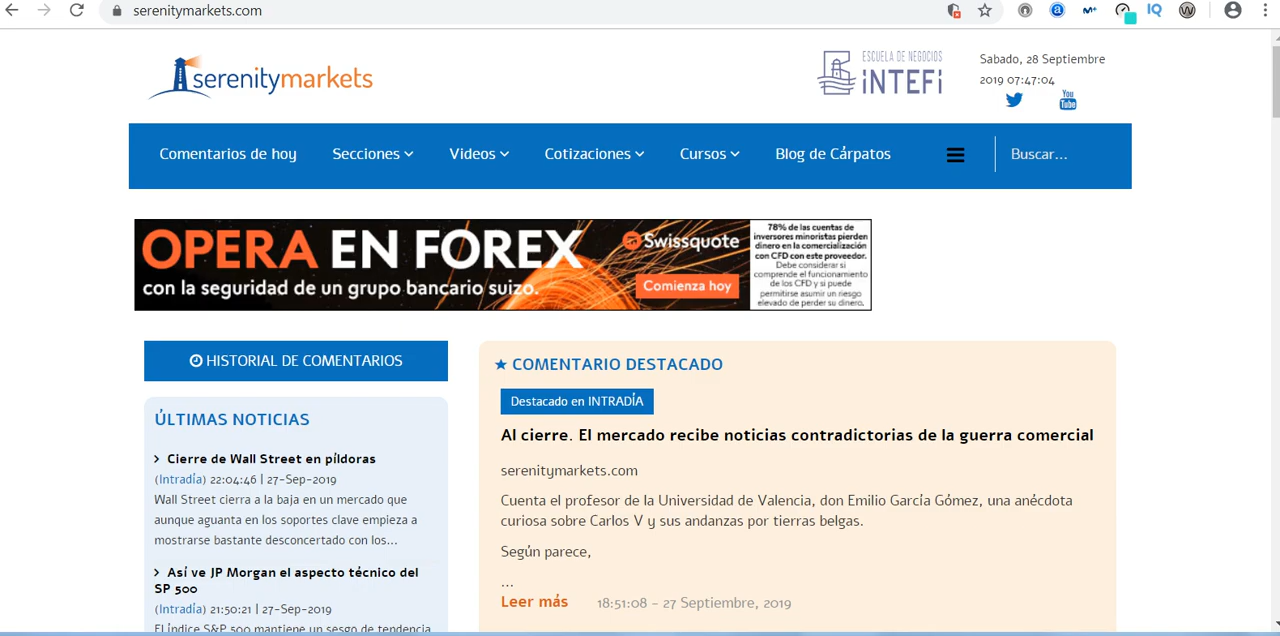 serenitymarkets.com
serenitymarkets
ESCUELA DE NEGOCIOS
INTEFi
Sabado, 28 Septiembre
2019 07:47:04
You
Tube
Comentarios de hoy
Secciones
Videos
Cotizaciones
Cursos
Blog de Cárpatos
Buscar...
OPERA EN FOREX
con la seguridad de un grupo bancario suizo.
Swissquote
Comienza hoy
78% de las cuentas de
inversores minoristas pierden
dinero en la comercialización
con CFD con este proveedor.
Debe considerar si
comprende el funcionamiento
de los CFD y si puede
permitirse asumir un riesgo
elevado de perder su dinero.
HISTORIAL DE COMENTARIOS
ÚLTIMAS NOTICIAS
Cierre de Wall Street en píldoras
(Intradía) 22:04:46 | 27-Sep-2019
Wall Street cierra a la baja en un mercado que
aunque aguanta en los soportes clave empieza a
mostrarse bastante desconcertado con los...
Así ve JP Morgan el aspecto técnico del
SP 500
(Intradía) 21:50:21 | 27-Sep-2019
El índice S&P 500 mantiene un sesgo de tendencia
COMENTARIO DESTACADO
Destacado en INTRADÍA
Al cierre. El mercado recibe noticias contradictorias de la guerra comercial
serenitymarkets.com
Cuenta el profesor de la Universidad de Valencia, don Emilio García Gómez, una anécdota
curiosa sobre Carlos V y sus andanzas por tierras belgas.
Según parece,
...
Leer más
18:51:08 - 27 Septiembre, 2019